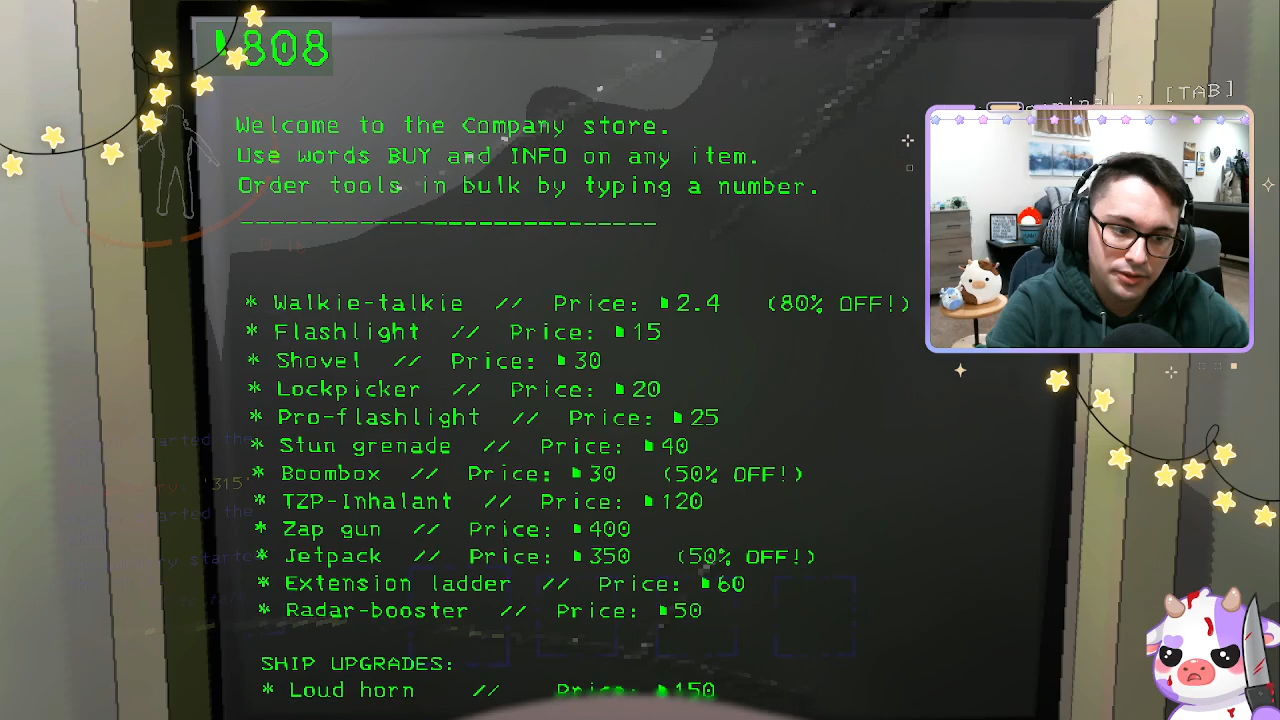 ▮808
[TAB]
Welcome to the Company store.
Use words BUY and INFO on any item.
Order tools in bulk by typing a number.
____________________________
* Walkie-talkie // Price: ▮2.4 (80% OFF!)
* Flashlight // Price: ▮15
* Shovel // Price: ▮30
* Lockpicker // Price: ▮20
* Pro-flashlight // Price: ▮25
* Stun grenade // Price: ▮40
* Boombox // Price: ▮30 (50% OFF!)
* TZP-Inhalant // Price: ▮120
* Zap gun // Price: ▮400
* Jetpack // Price: ▮350 (50% OFF!)
* Extension ladder // Price: ▮60
* Radar-booster // Price: ▮50
SHIP UPGRADES:
* Loud horn // Price: ▮150